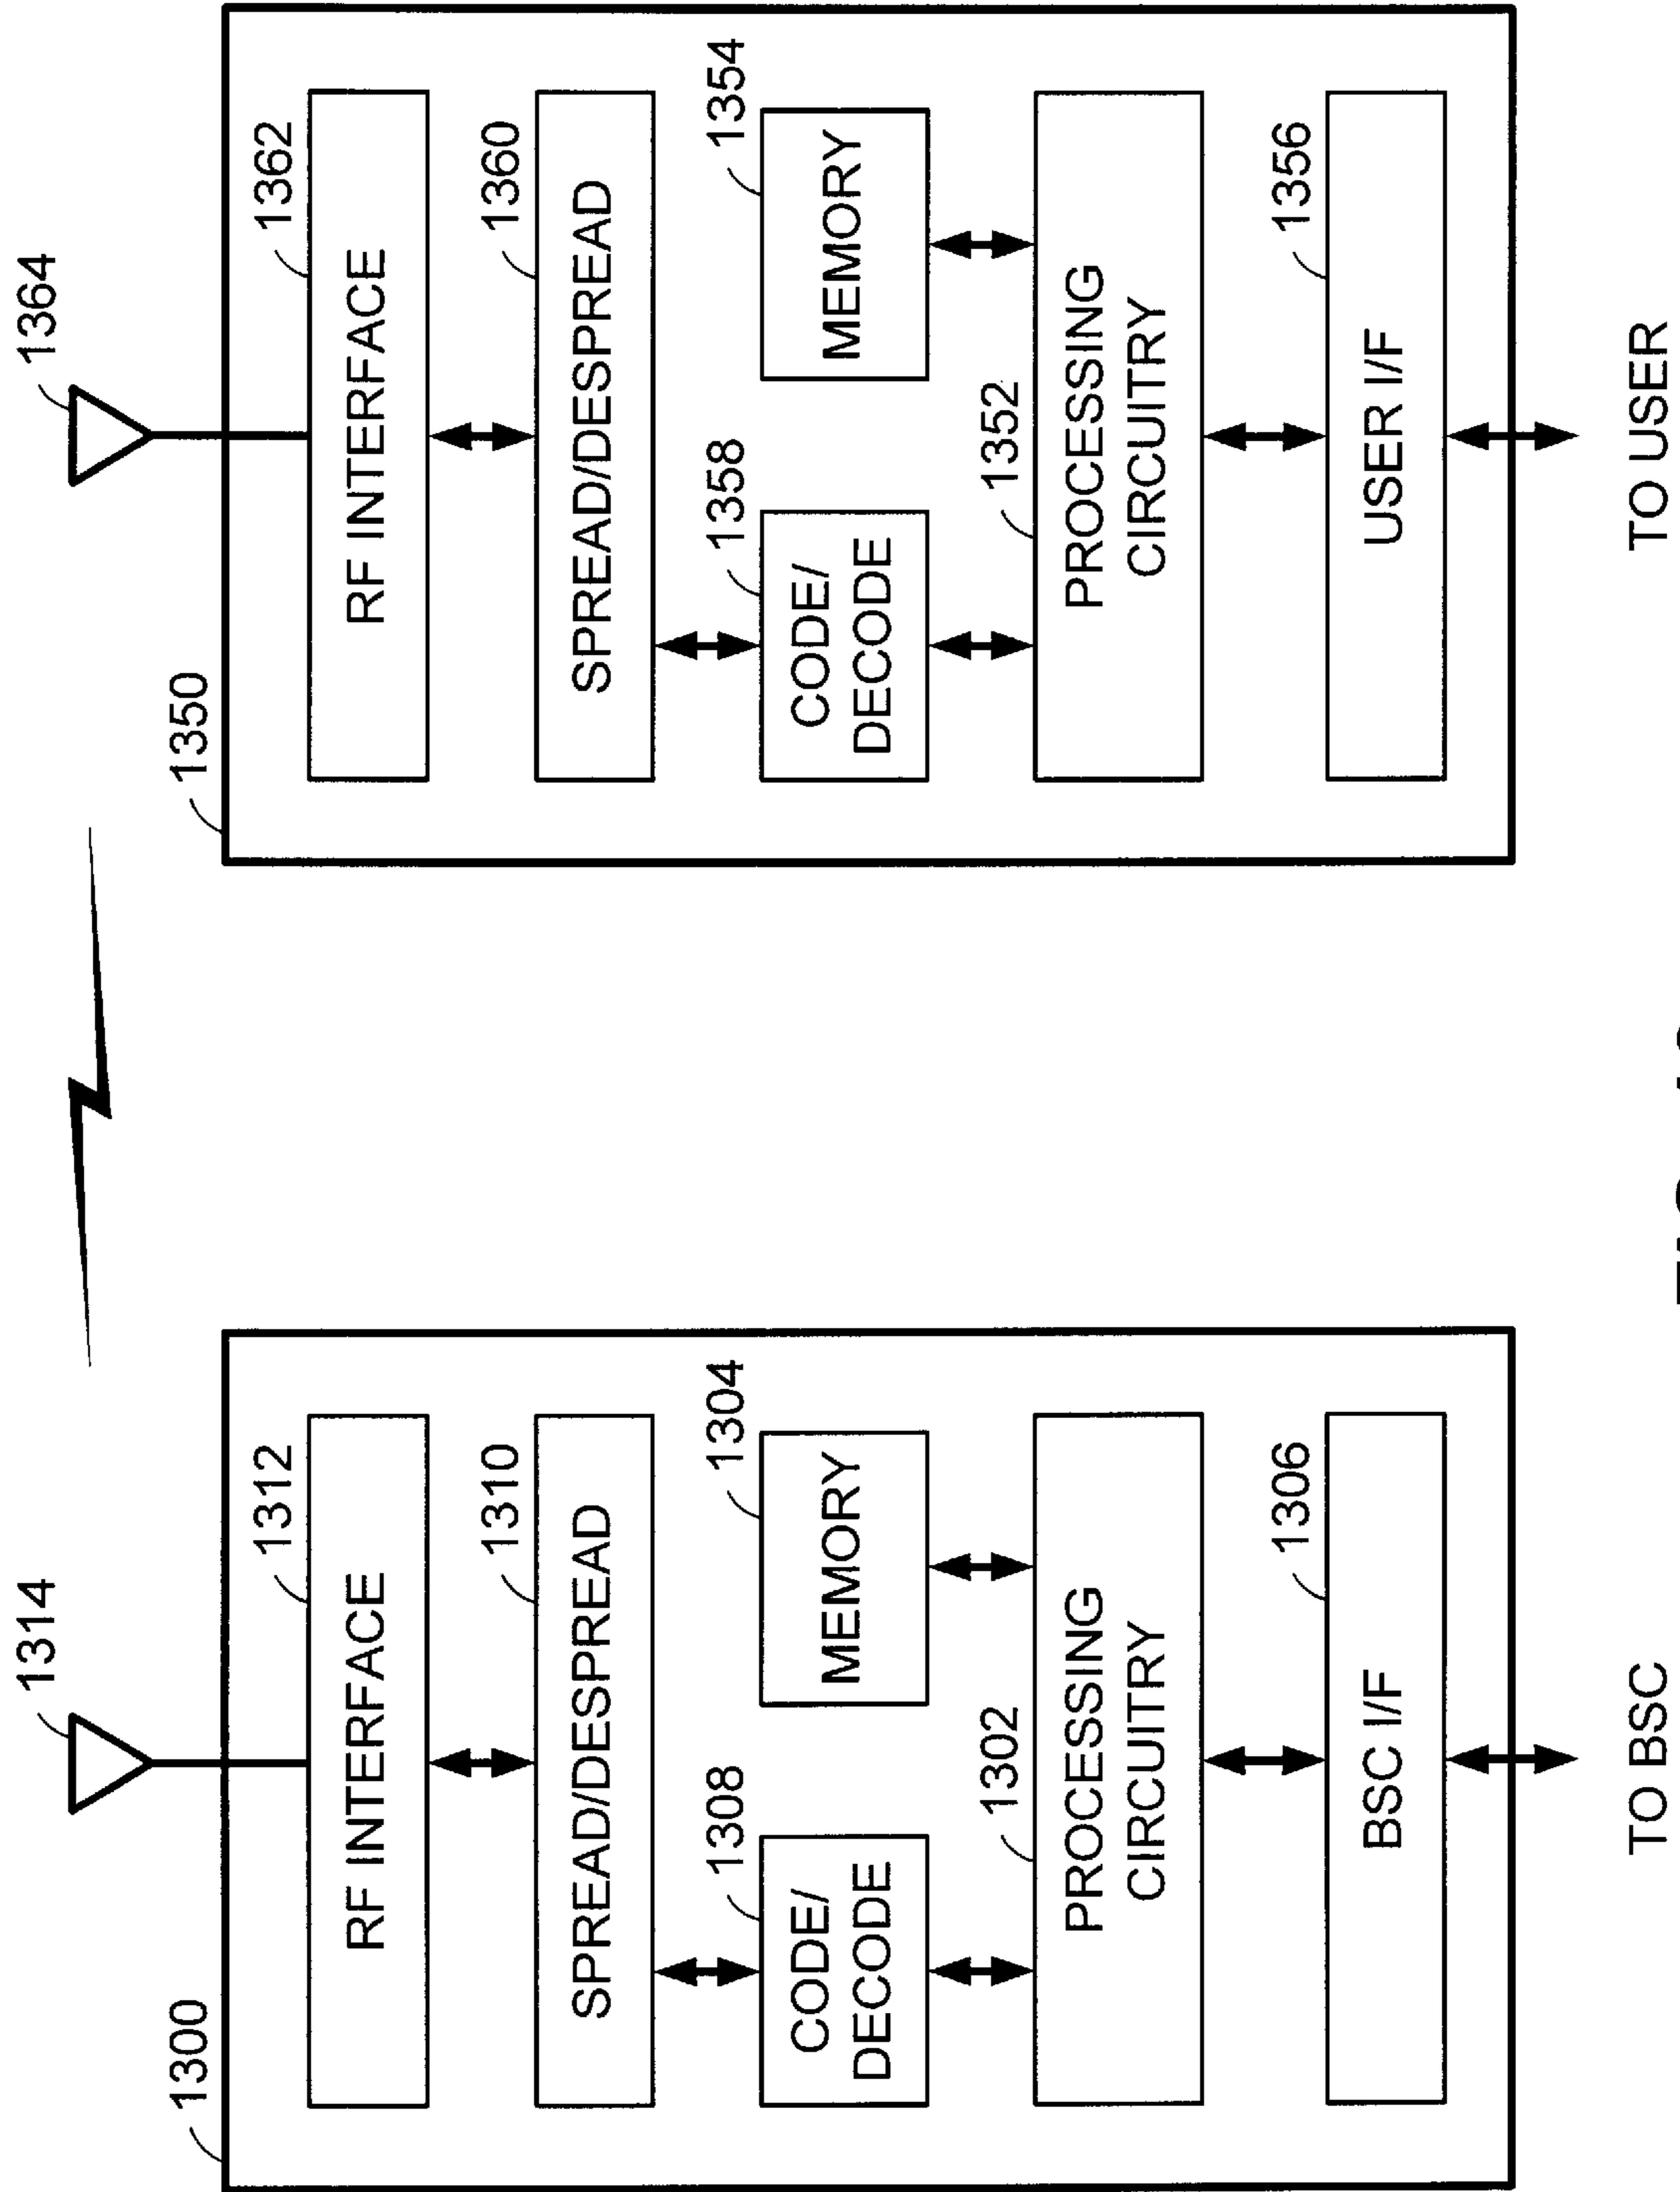 1300
1314
RF INTERFACE
1312
SPREAD/DESPREAD
1310
CODE/
DECODE
1308
MEMORY
1304
PROCESSING
CIRCUITRY
1302
BSC I/F
1306
TO BSC
1350
1364
RF INTERFACE
1362
SPREAD/DESPREAD
1360
CODE/
DECODE
1358
MEMORY
1354
PROCESSING
CIRCUITRY
1352
USER I/F
1356
TO USER